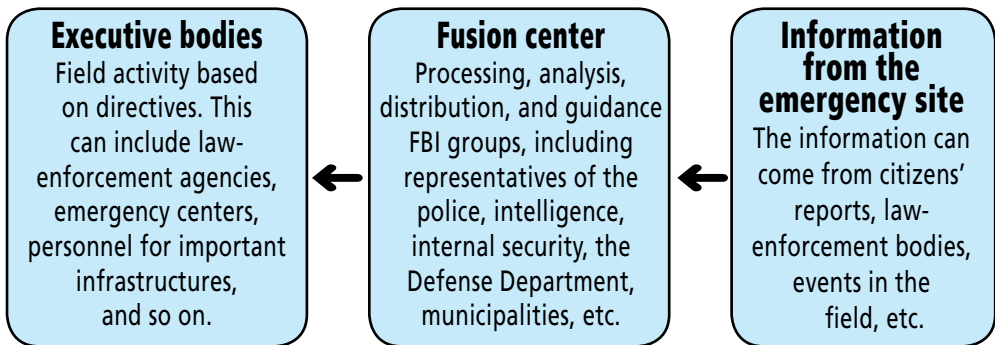 Executive bodies
Field activity based
on directives. This
can include law-
enforcement agencies,
emergency centers,
personnel for important
infrastructures,
and so on.
Fusion center
Processing, analysis,
distribution, and guidance
FBI groups, including
representatives of the
police, intelligence,
internal security, the
Defense Department,
municipalities, etc.
Information
from the
emergency site
The information can
come from citizens’
reports, law-
enforcement bodies,
events in the
field, etc.